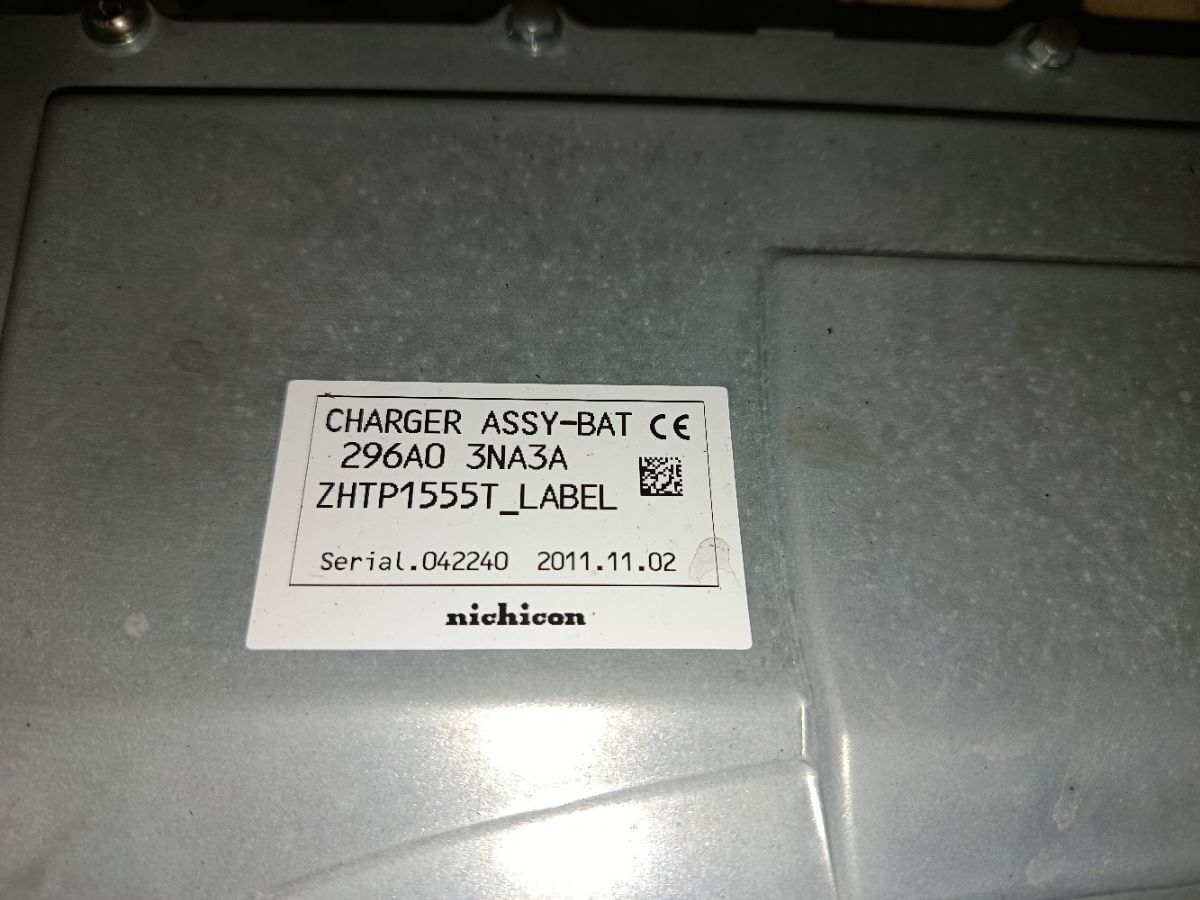 CHARGER ASSY-BAT CE
296A0 3NA3A
ZHTP1555T_LABEL
Serial.042240 2011.11.02
nichicon